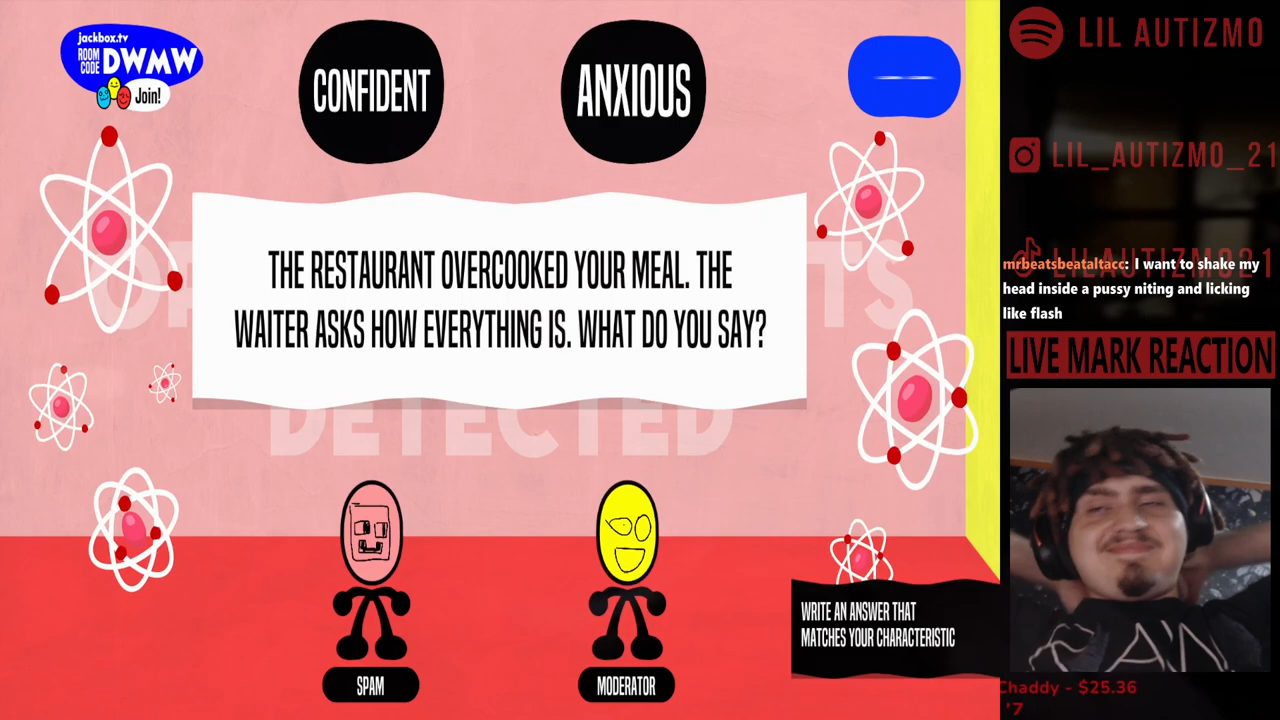 jackbox.tv
ROOM CODE DWMW
Join!
CONFIDENT
ANXIOUS
THE RESTAURANT OVERCOOKED YOUR MEAL. THE
WAITER ASKS HOW EVERYTHING IS. WHAT DO YOU SAY?
DETECTED
SPAM
MODERATOR
WRITE AN ANSWER THAT
MATCHES YOUR CHARACTERISTIC
LIL AUTIZMO
LIL_AUTIZMO_21
LILAUTIZMO21
mrbeatsbeataltacc: I want to shake my
head inside a pussy niting and licking
like flash
LIVE MARK REACTION
Chaddy - $25.36